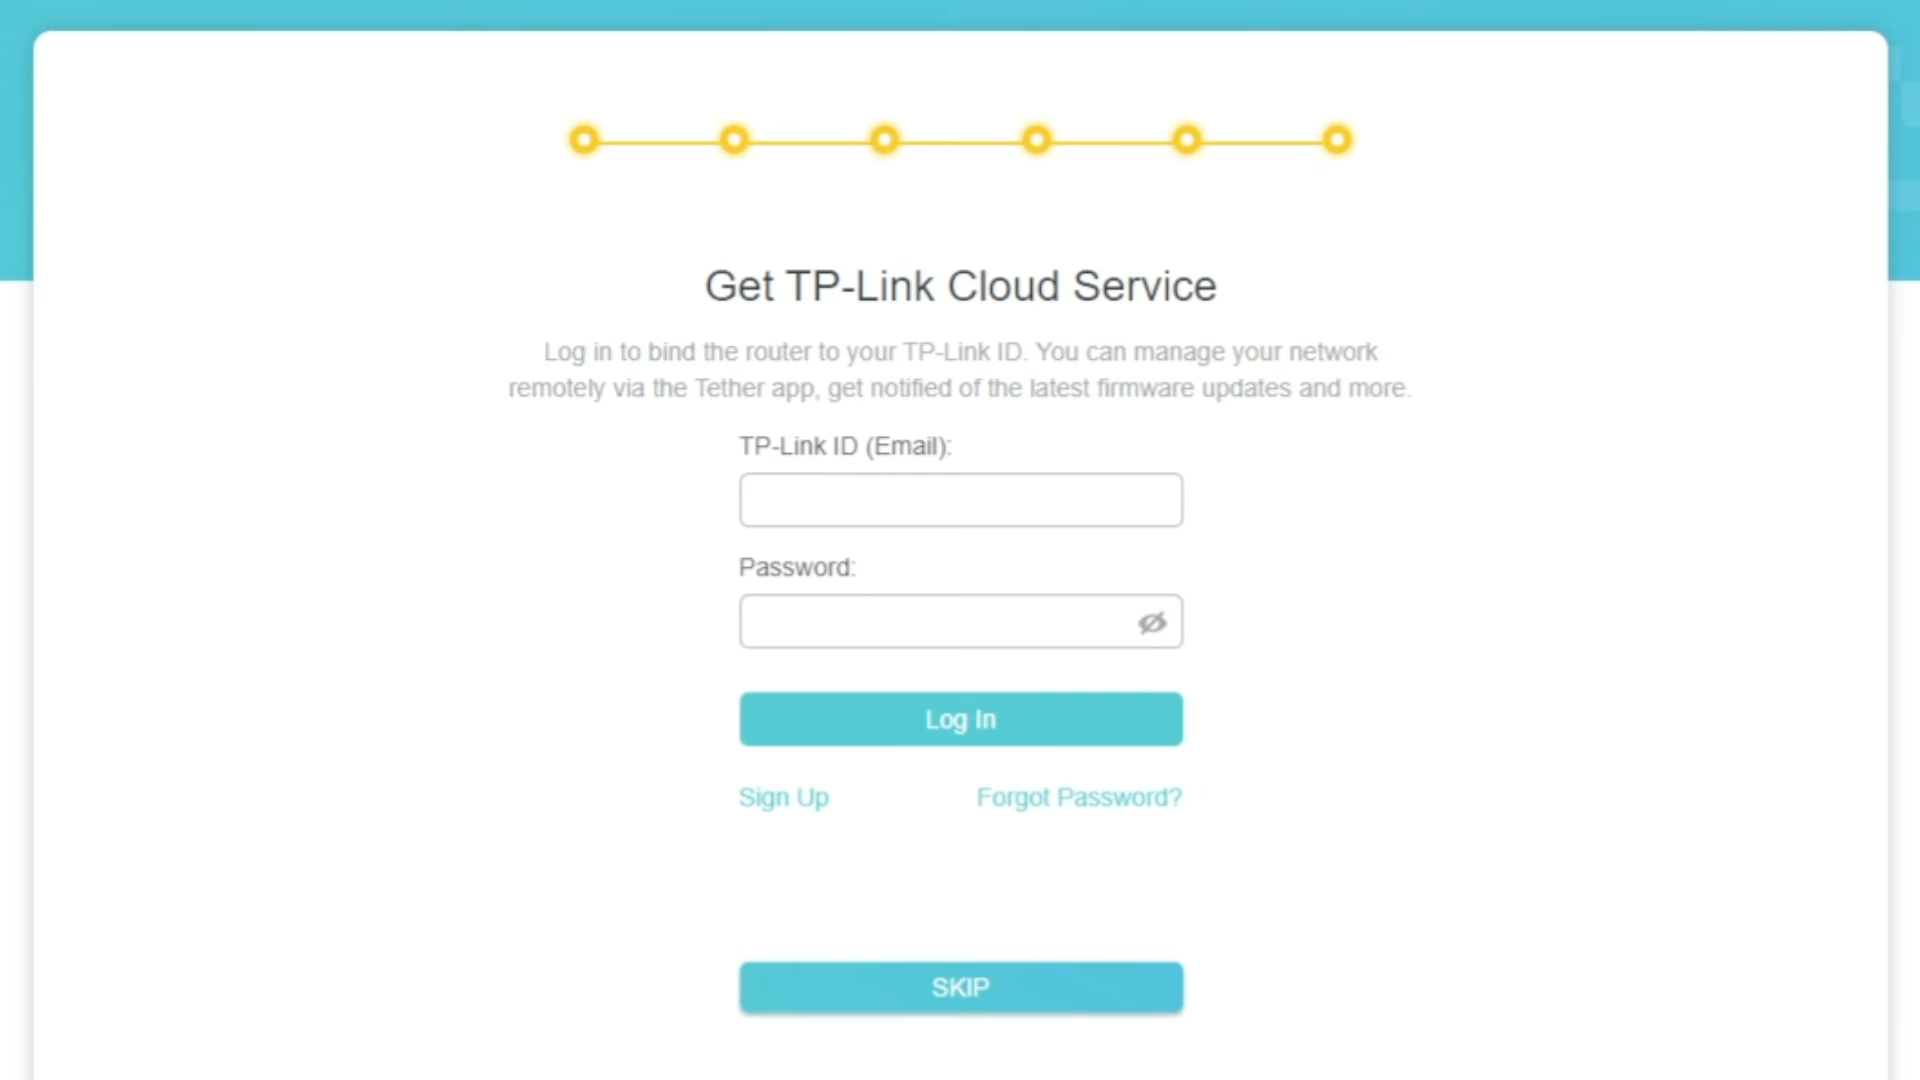 Get TP-Link Cloud Service
Log in to bind the router to your TP-Link ID. You can manage your network
remotely via the Tether app, get notified of the latest firmware updates and more.
TP-Link ID (Email):
Password:
Log In
Sign Up
Forgot Password?
SKIP